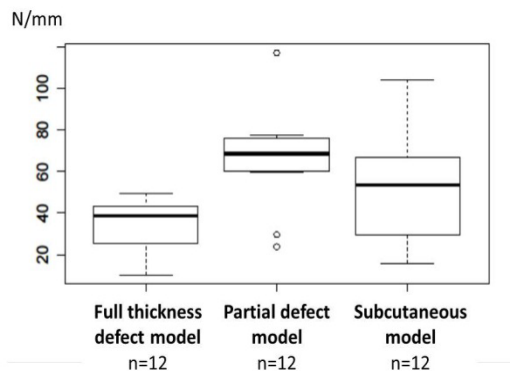 N/mm
100
80
60
40
20
Full thickness defect model n=12
Partial defect model n=12
Subcutaneous model n=12